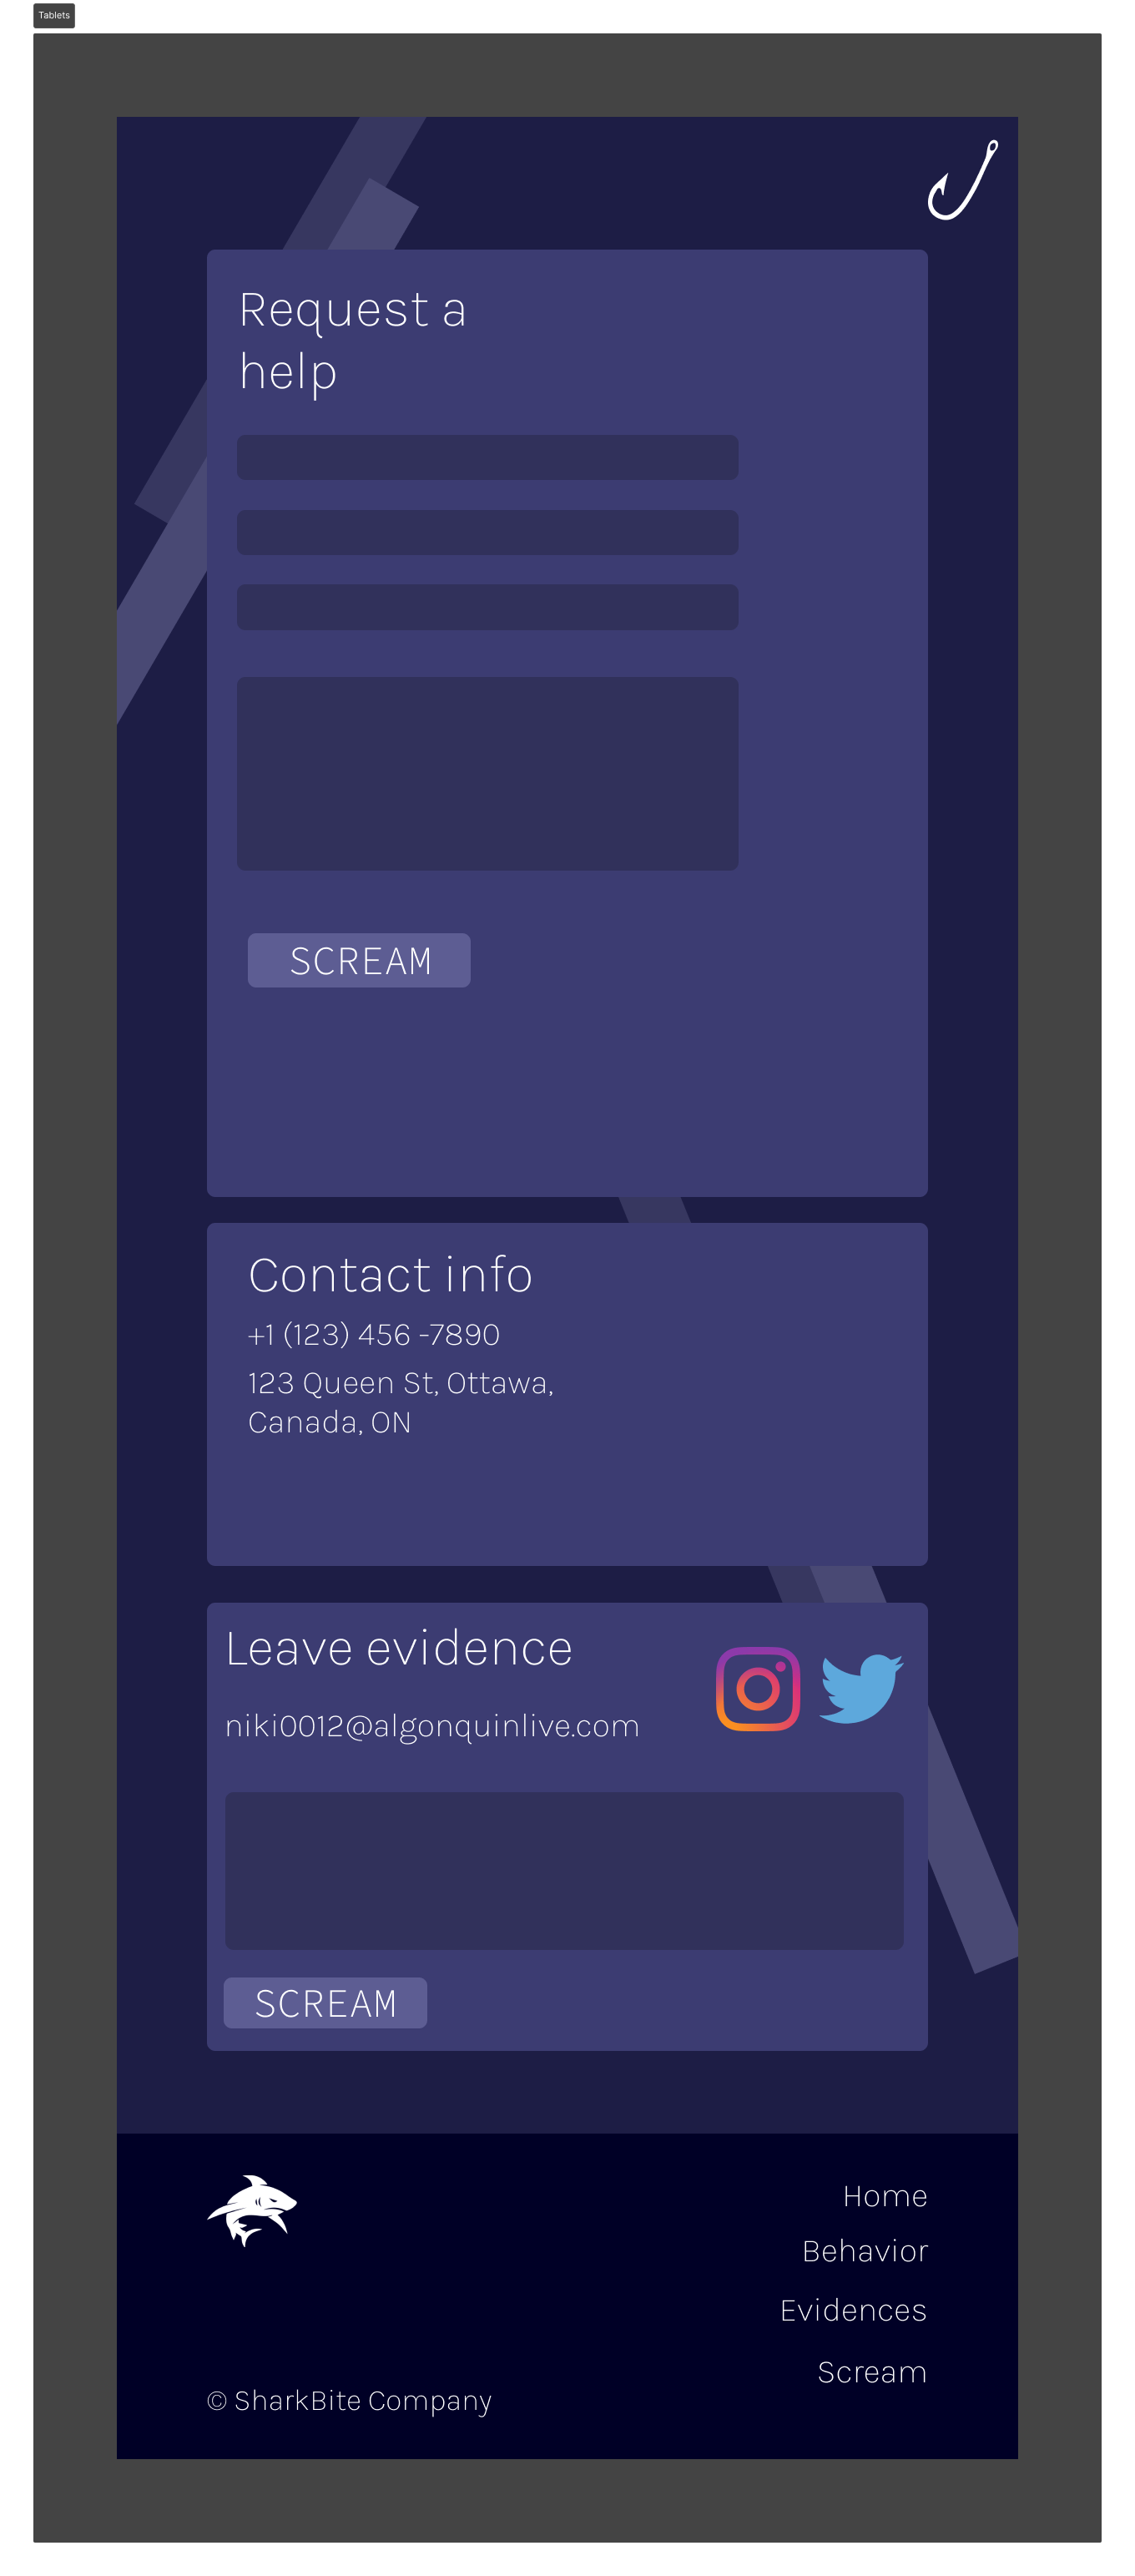 Tablets
Request a
help
SCREAM
Contact info
+1 (123) 456 -7890
123 Queen St, Ottawa,
Canada, ON
Leave evidence
niki0012@algonquinlive.com
SCREAM
Home
Behavior
Evidences
Scream
© SharkBite Company